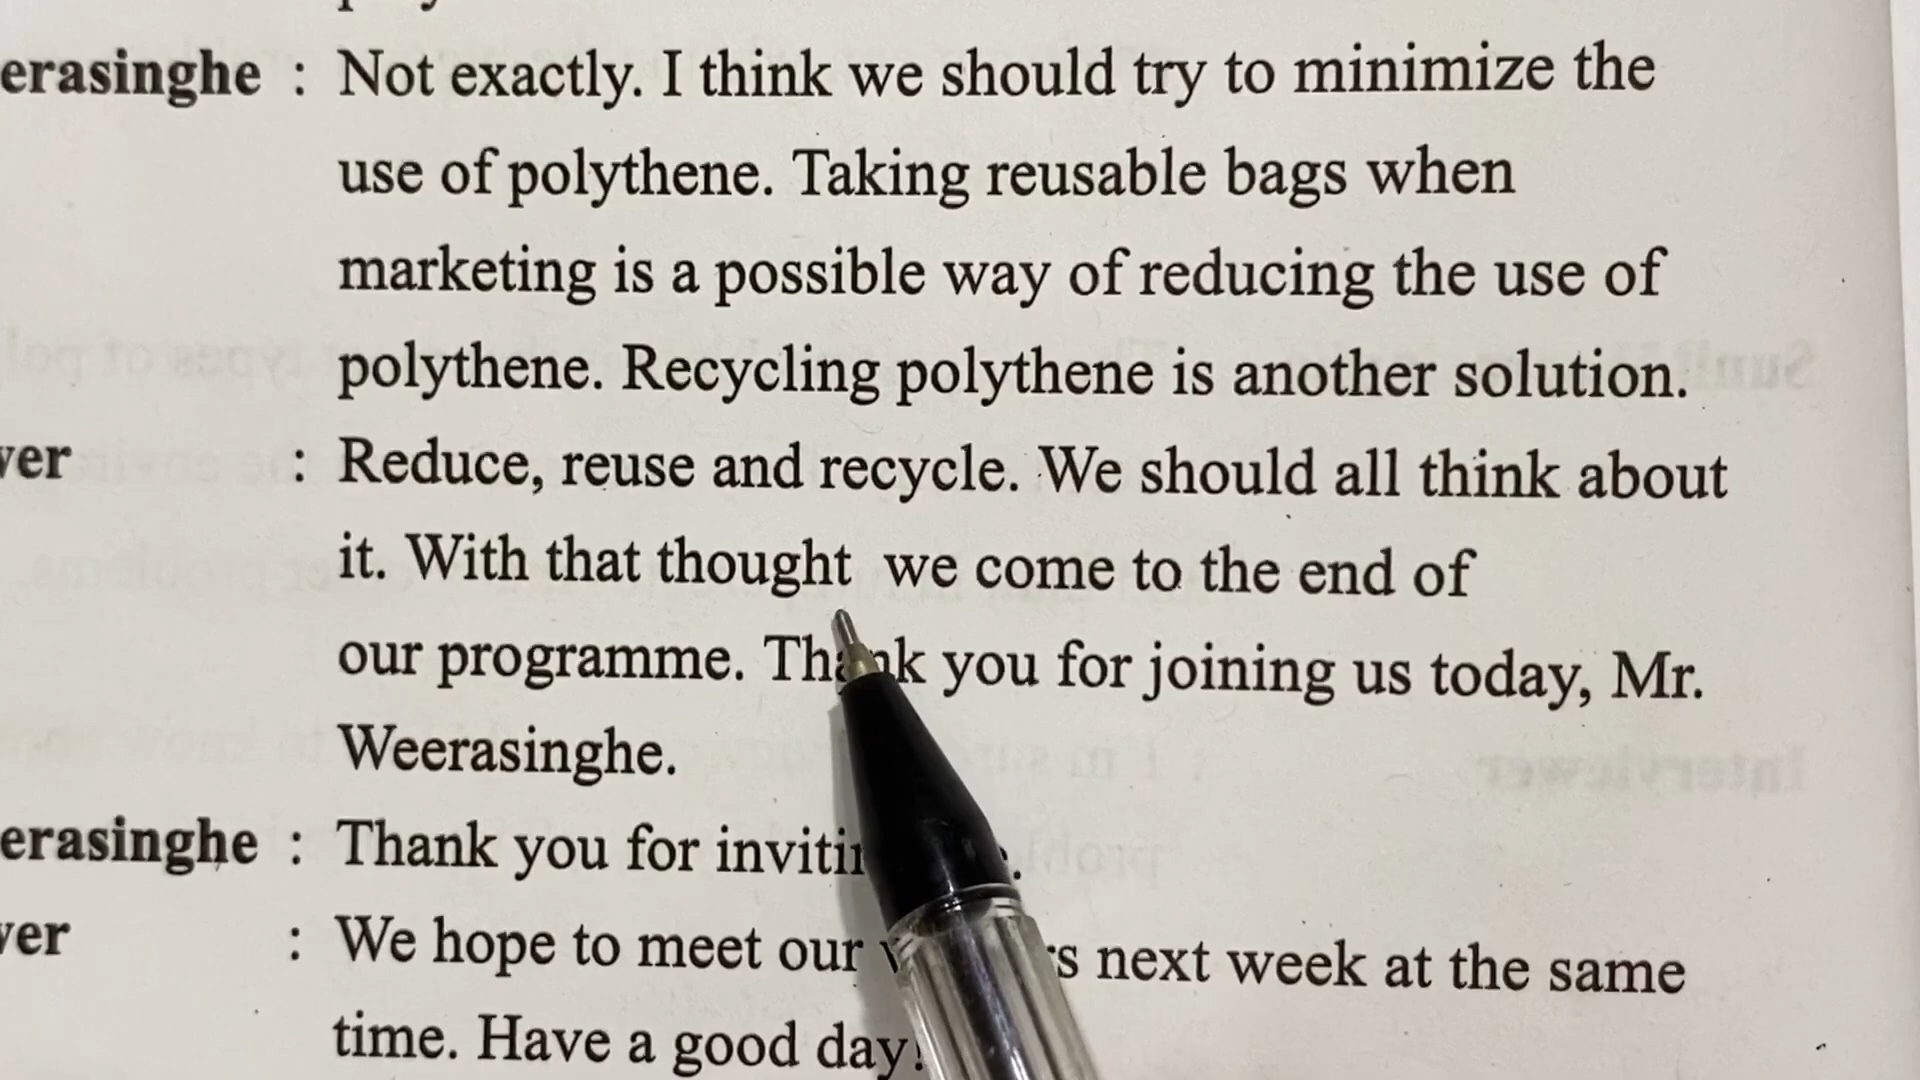 erasinghe : Not exactly. I think we should try to minimize the
use of polythene. Taking reusable bags when
marketing is a possible way of reducing the use of
polythene. Recycling polythene is another solution.
wer : Reduce, reuse and recycle. We should all think about
it. With that thought we come to the end of
our programme. Thank you for joining us today, Mr.
Weerasinghe.
erasinghe : Thank you for
wer : We hope to meet our next week at the same
time. Have a good day!